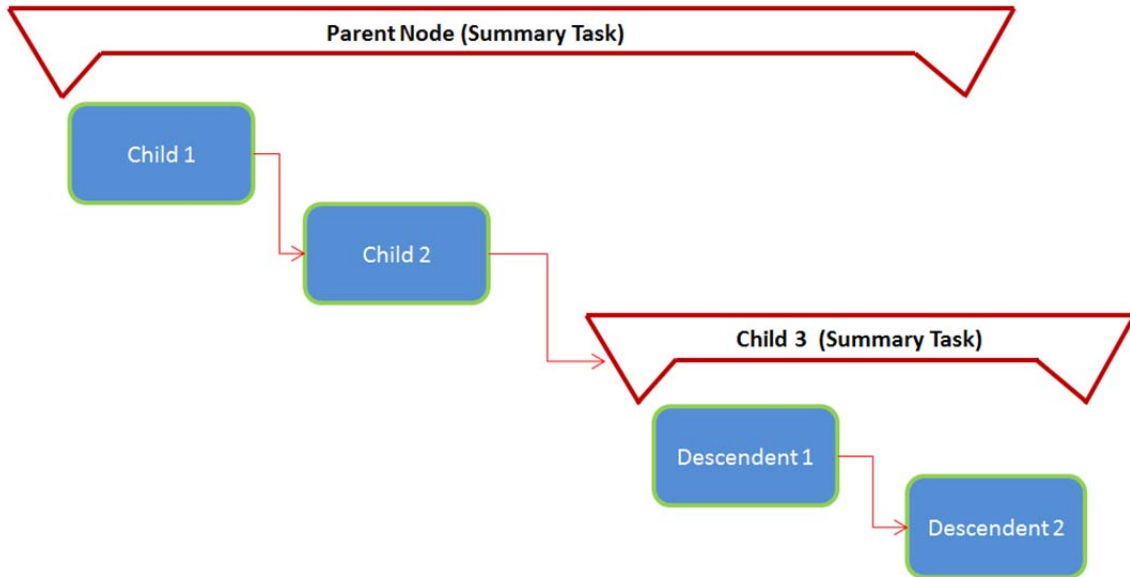 Parent Node (Summary Task)
Child 1
Child 2
Child 3 (Summary Task)
Descendent 1
Descendent 2